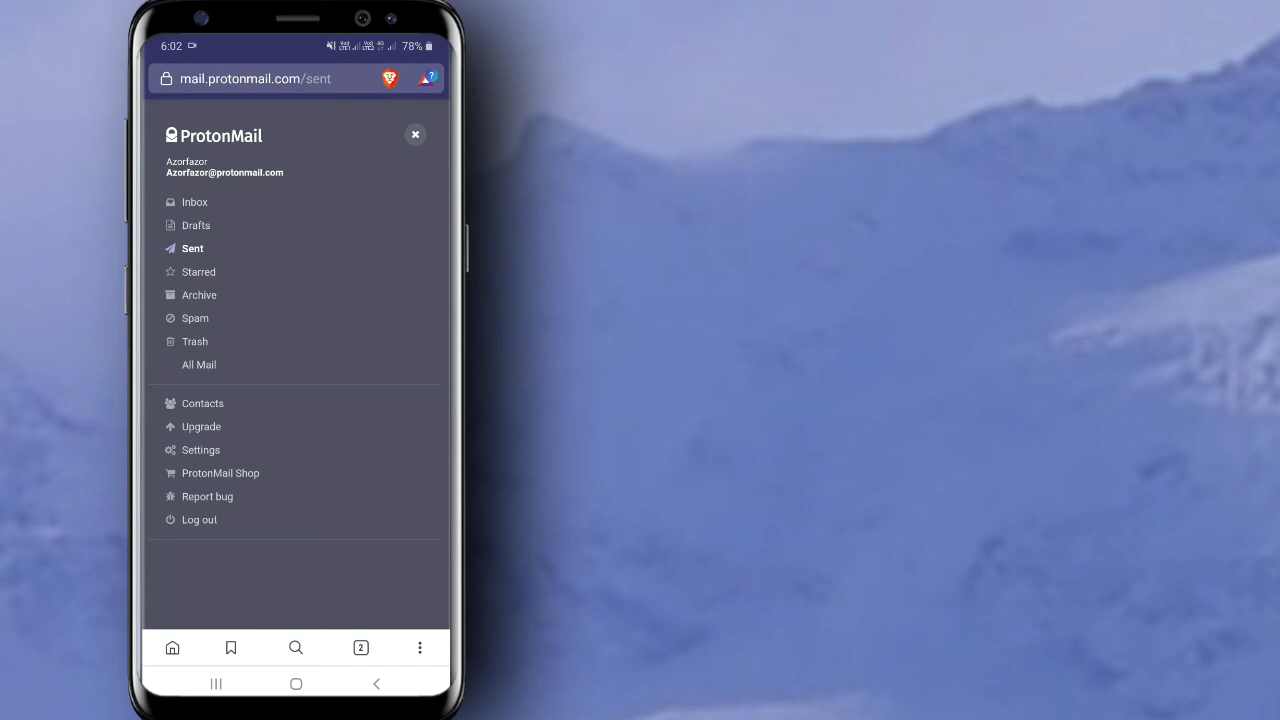 6:02
78%
mail.protonmail.com/sent
?
ProtonMail
Azorfazor
Azorfazor@protonmail.com
Inbox
Drafts
Sent
Starred
Archive
Spam
Trash
All Mail
Contacts
Upgrade
Settings
ProtonMail Shop
Report bug
Log out
2